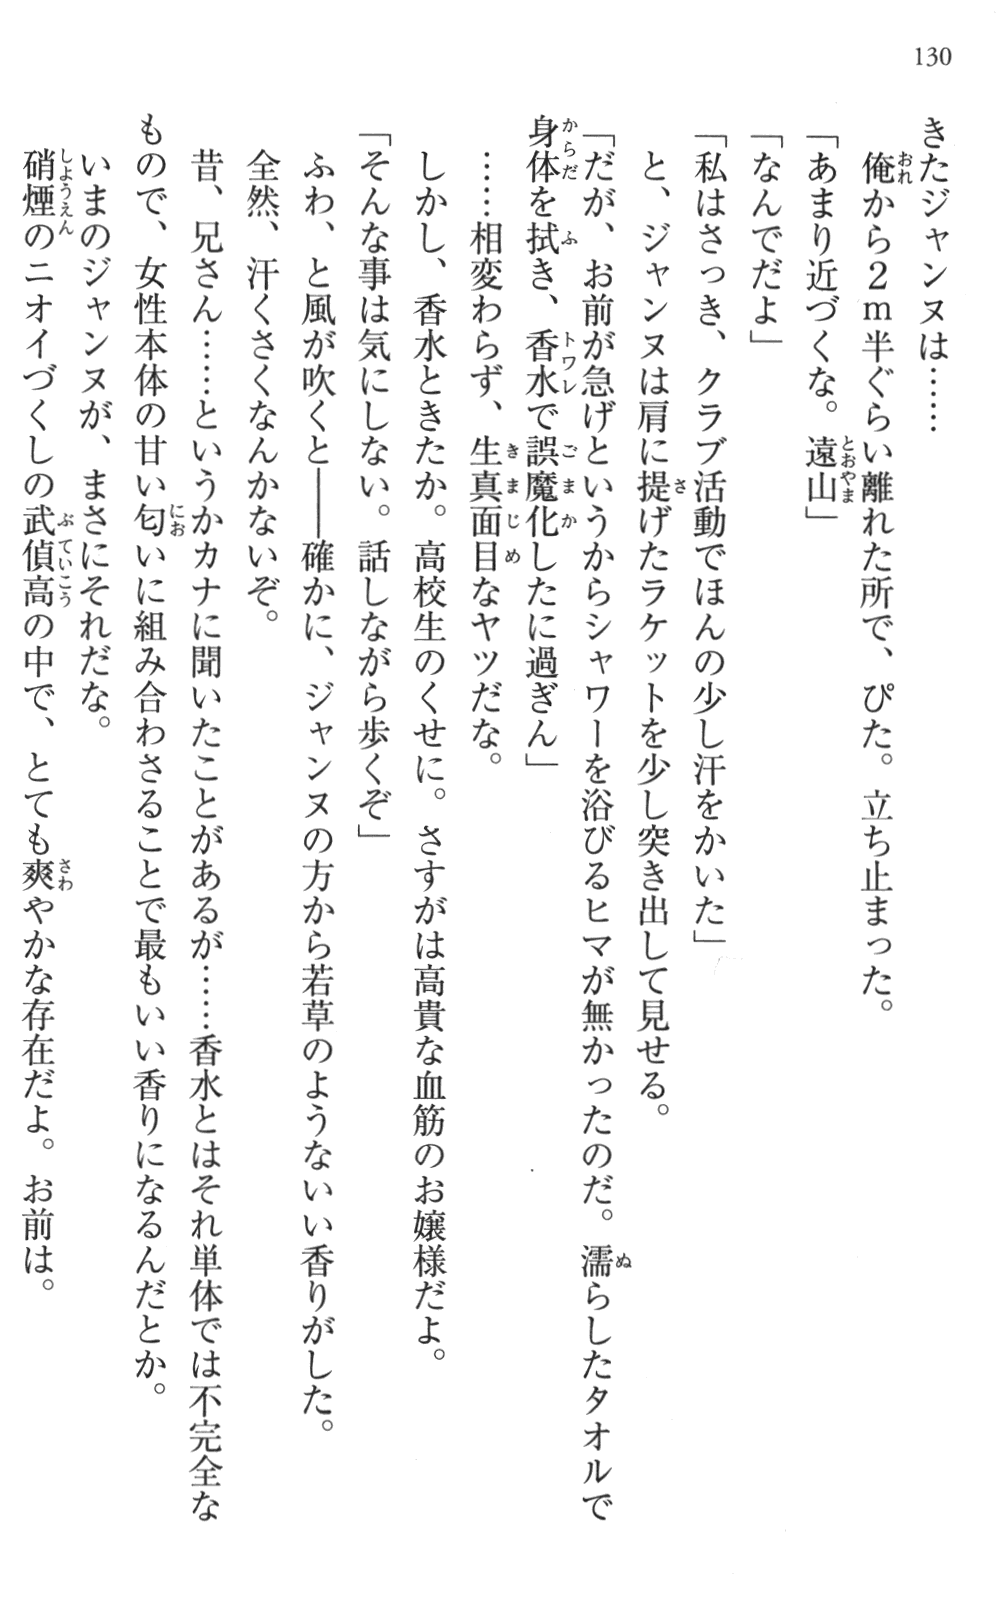 130
きたジャンヌは……
俺から２ｍ半ぐらい離れた所で、ぴた。立ち止まった。
「あまり近づくな。遠山」
「なんでだよ」
「私はさっき、クラブ活動でほんの少し汗をかいた」
と、ジャンヌは肩に提げたラケットを少し突き出して見せる。
「だが、お前が急げというからシャワーを浴びるヒマが無かったのだ。濡らしたタオルで
身体を拭き、香水で誤魔化したに過ぎん」
……相変わらず、生真面目なヤツだな。
しかし、香水ときたか。高校生のくせに。さすがは高貴な血筋のお嬢様だよ。
「そんな事は気にしない。話しながら歩くぞ」
ふわ、と風が吹くと――確かに、ジャンヌの方から若草のようないい香りがした。
全然、汗くさくなんかないぞ。
昔、兄さん……というかカナに聞いたことがあるが……香水とはそれ単体では不完全な
もので、女性本体の甘い匂いに組み合わさることで最もいい香りになるんだとか。
いまのジャンヌが、まさにそれだな。
硝煙のニオイづくしの武偵高の中で、とても爽やかな存在だよ。お前は。